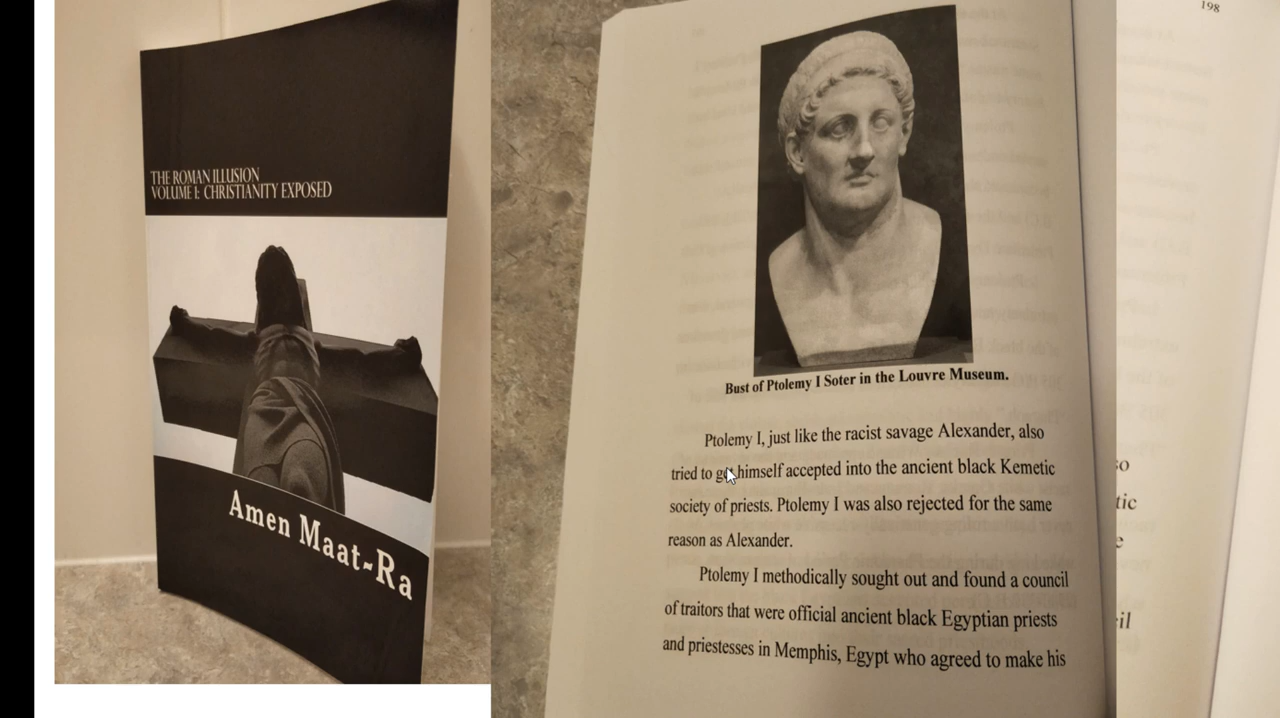 THE ROMAN ILLUSION
VOLUME I: CHRISTIANITY EXPOSED
Amen Maat-Ra
Bust of Ptolemy I Soter in the Louvre Museum.
Ptolemy I, just like the racist savage Alexander, also
tried to get himself accepted into the ancient black Kemetic
society of priests. Ptolemy I was also rejected for the same
reason as Alexander.
Ptolemy I methodically sought out and found a council
of traitors that were official ancient black Egyptian priests
and priestesses in Memphis, Egypt who agreed to make his
198
so
tic
e
cil